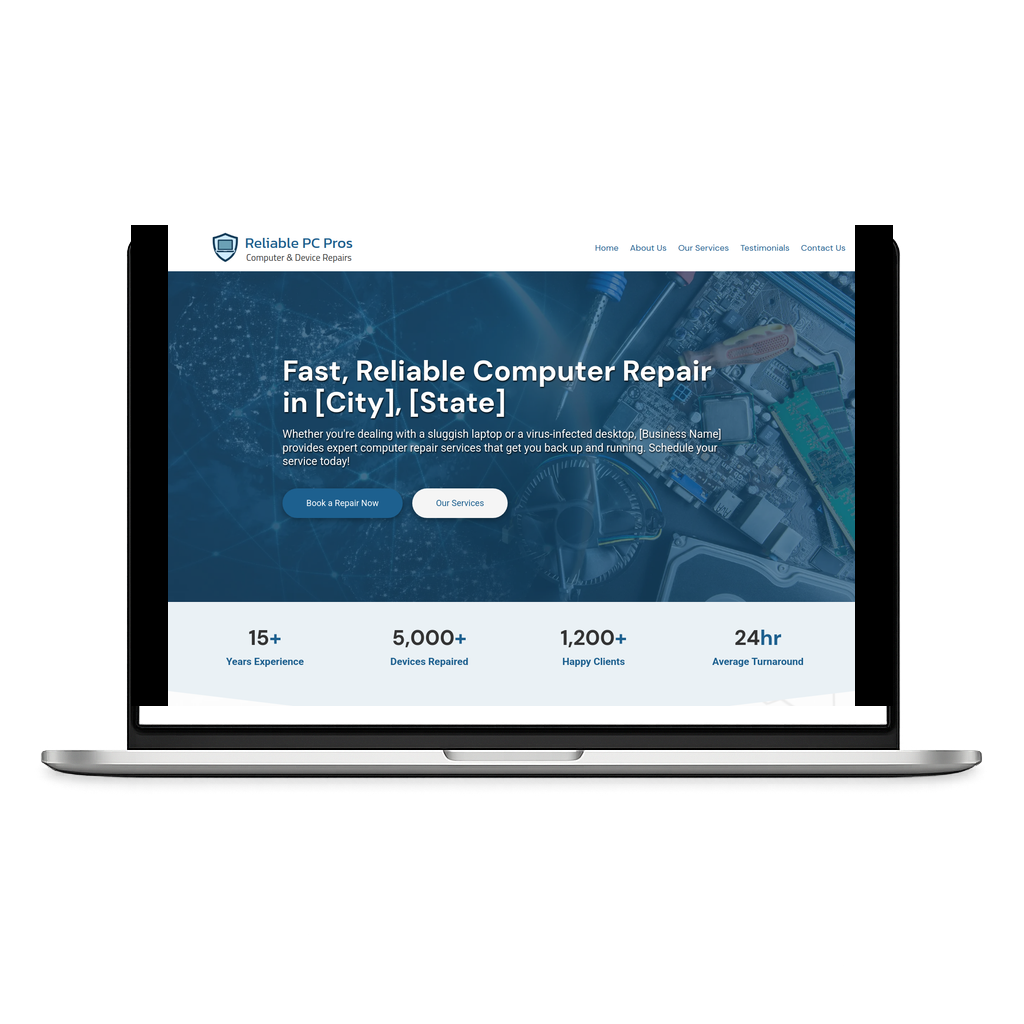 Reliable PC Pros
Computer & Device Repairs
Home About Us Our Services Testimonials Contact Us
Fast, Reliable Computer Repair
in [City], [State]
Whether you're dealing with a sluggish laptop or a virus-infected desktop, [Business Name]
provides expert computer repair services that get you back up and running. Schedule your
service today!
Book a Repair Now Our Services
15+ 5,000+ 1,200+ 24hr
Years Experience Devices Repaired Happy Clients Average Turnaround